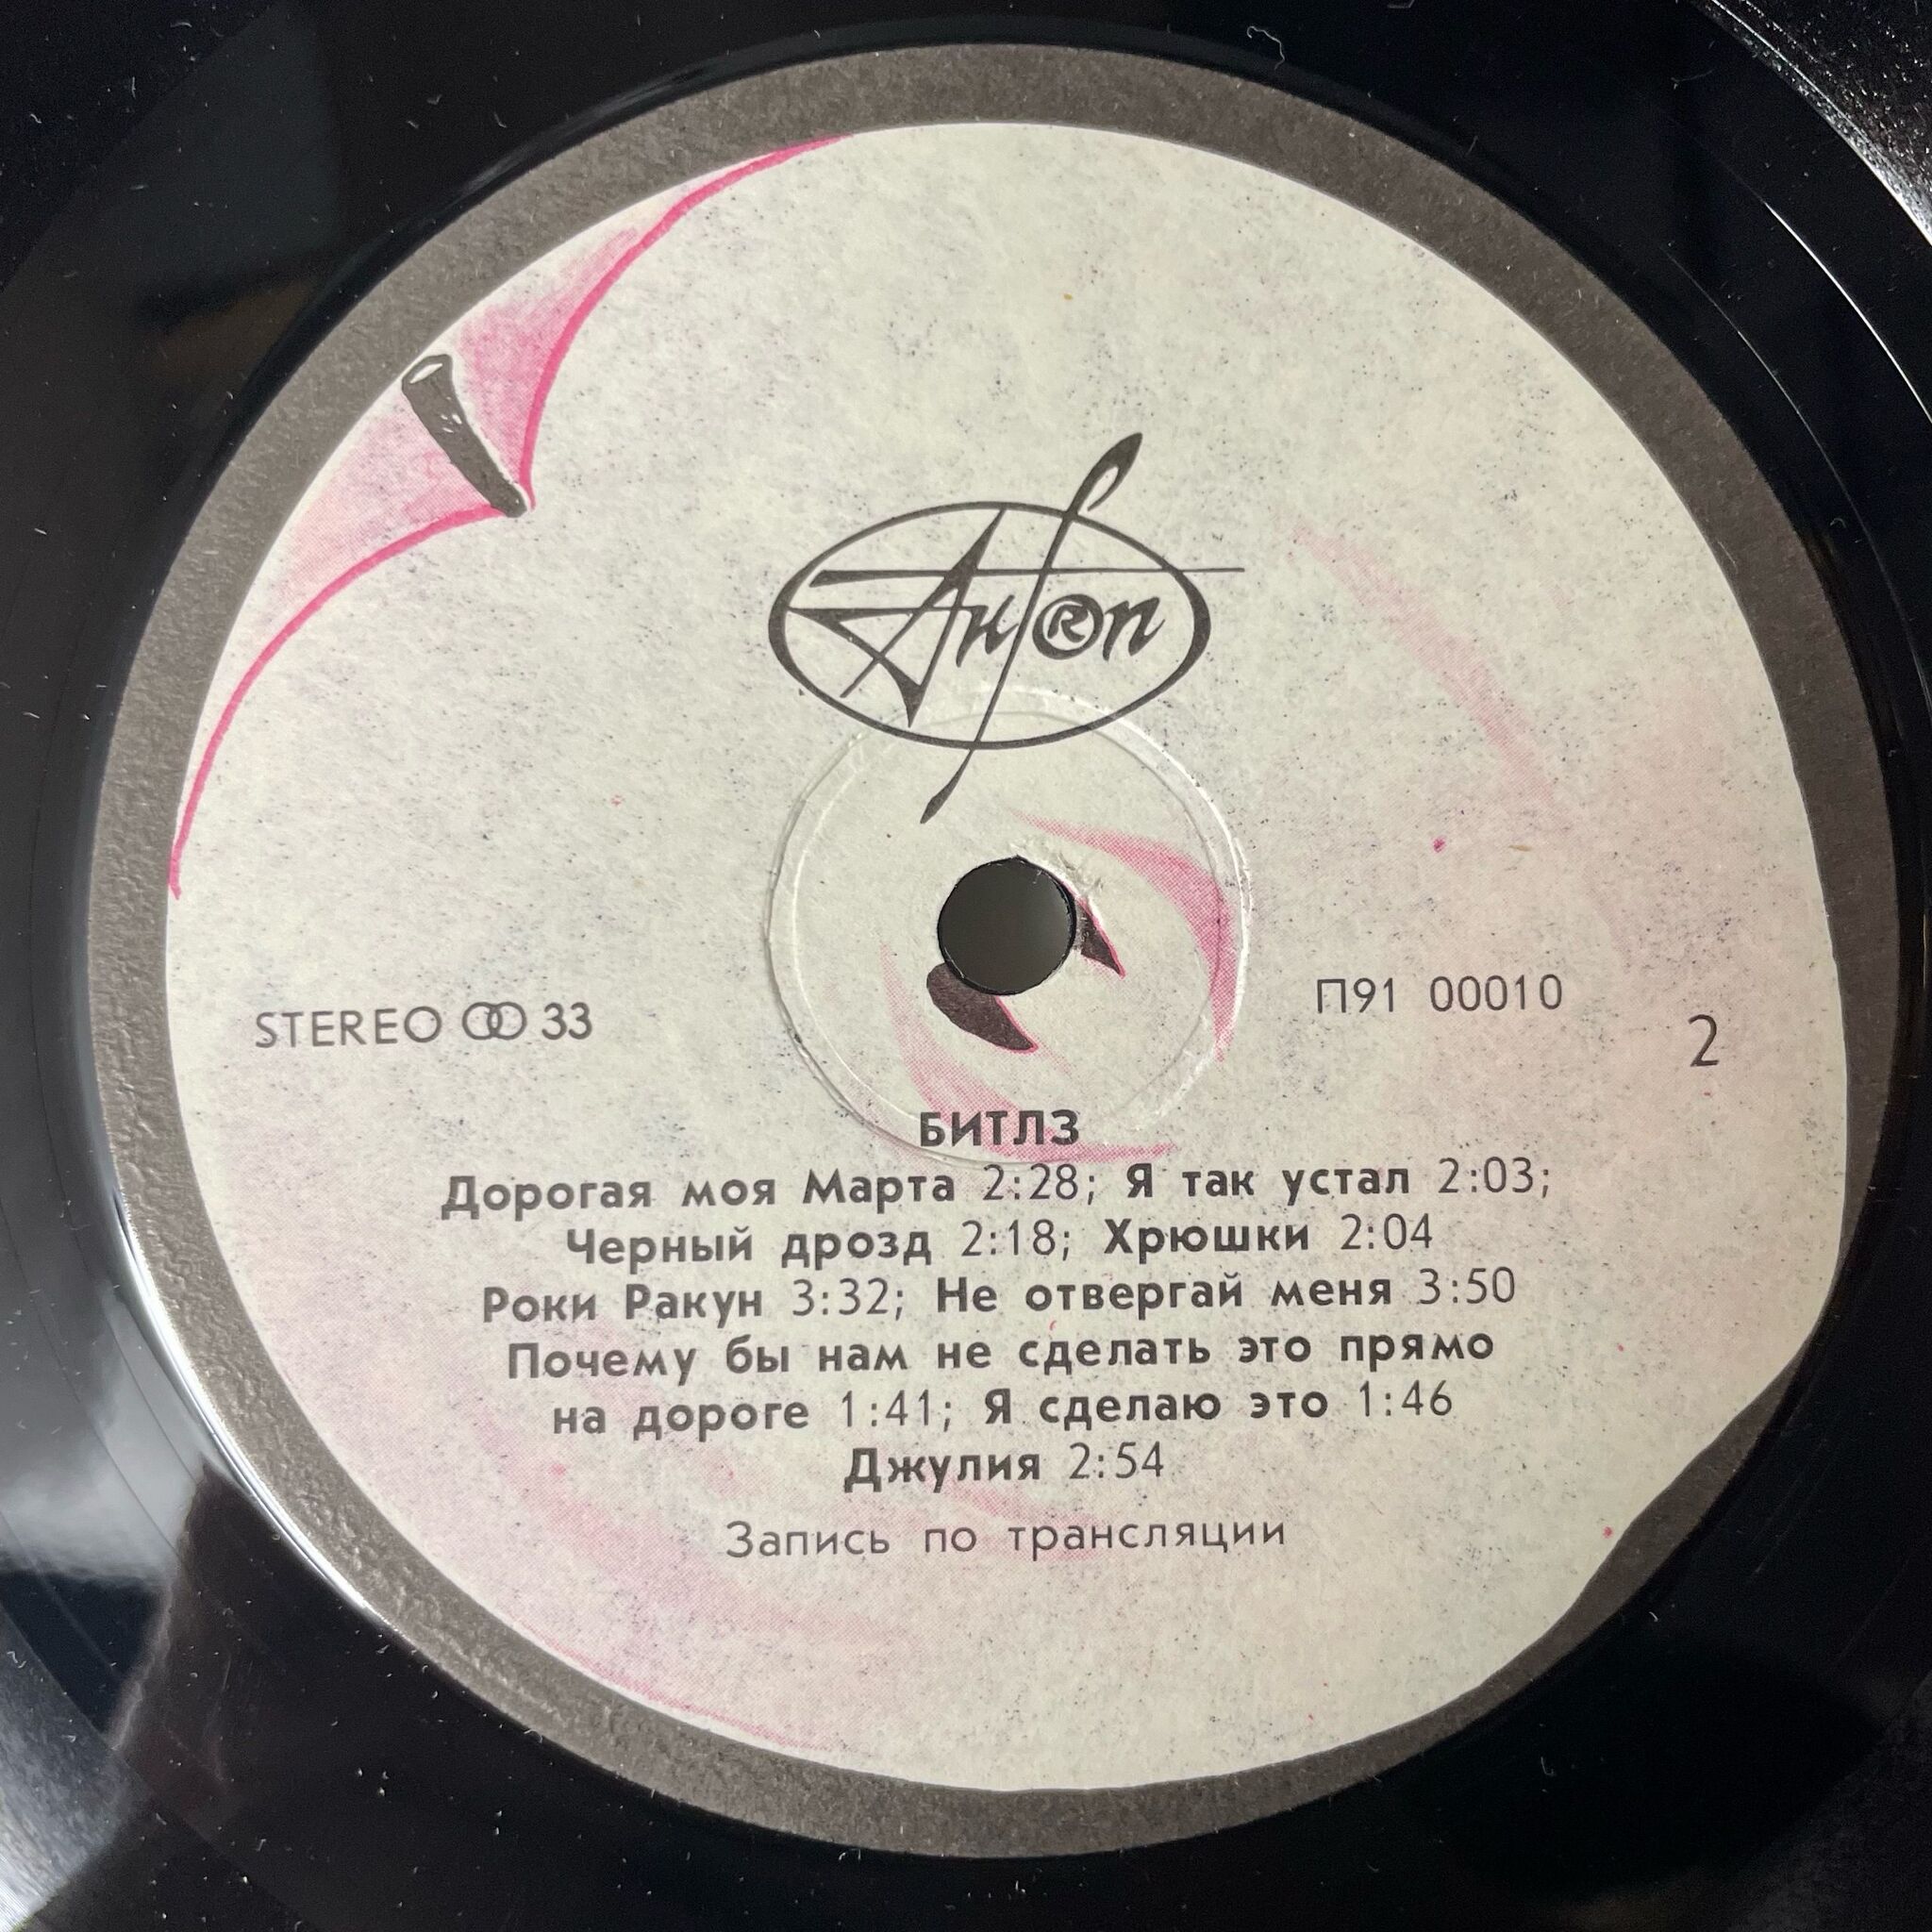 Антроп
STEREO 33
П91 00010
2
БИТЛЗ
Дорогая моя Марта 2:28; Я так устал 2:03;
Черный дрозд 2:18; Хрюшки 2:04
Роки Ракун 3:32; Не отвергай меня 3:50
Почему бы нам не сделать это прямо
на дороге 1:41; Я сделаю это 1:46
Джулия 2:54
Запись по трансляции